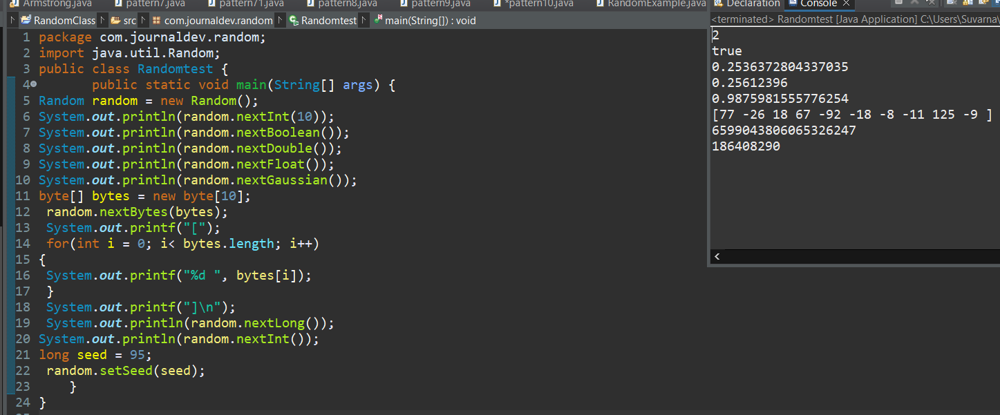 Armstrong.java pattern7.java pattern71.java pattern8.java pattern9.java *pattern10.java RandomExample.java
RandomClass src com.journaldev.random Randomtest main(String[]) : void
1 package com.journaldev.random;
2 import java.util.Random;
3 public class Randomtest {
4 public static void main(String[] args) {
5 Random random = new Random();
6 System.out.println(random.nextInt(10));
7 System.out.println(random.nextBoolean());
8 System.out.println(random.nextDouble());
9 System.out.println(random.nextFloat());
10 System.out.println(random.nextGaussian());
11 byte[] bytes = new byte[10];
12 random.nextBytes(bytes);
13 System.out.printf("[");
14 for(int i = 0; i< bytes.length; i++)
15 {
16 System.out.printf("%d ", bytes[i]);
17 }
18 System.out.printf("]\n");
19 System.out.println(random.nextLong());
20 System.out.println(random.nextInt());
21 long seed = 95;
22 random.setSeed(seed);
23 }
24 }
Declaration Console
<terminated> Randomtest [Java Application] C:\Users\Suvarna\
2
true
0.2536372804337035
0.25612396
0.9875981555776254
[77 -26 18 67 -92 -18 -8 -11 125 -9 ]
6599043806065326247
186408290